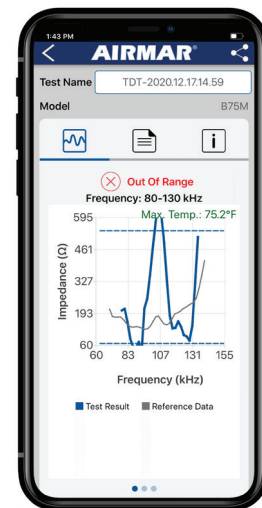 1:43 PM
AIRMAR®
Test Name TDT-2020.12.17.14.59
Model B75M
Out Of Range
Frequency: 80-130 kHz
Max. Temp.: 75.2°F
595
461
327
193
60
Impedance (Ω)
60 83 107 131 155
Frequency (kHz)
Test Result Reference Data